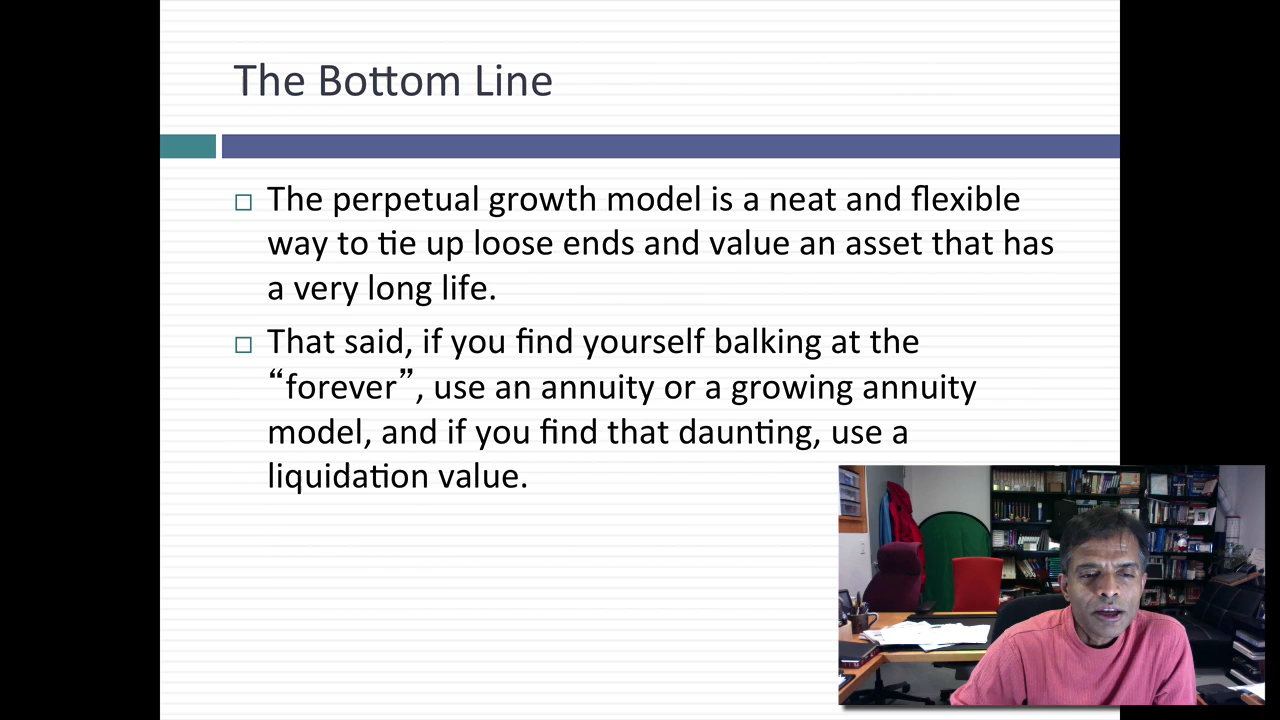 The Bottom Line
The perpetual growth model is a neat and flexible
way to tie up loose ends and value an asset that has
a very long life.
That said, if you find yourself balking at the
“forever”, use an annuity or a growing annuity
model, and if you find that daunting, use a
liquidation value.